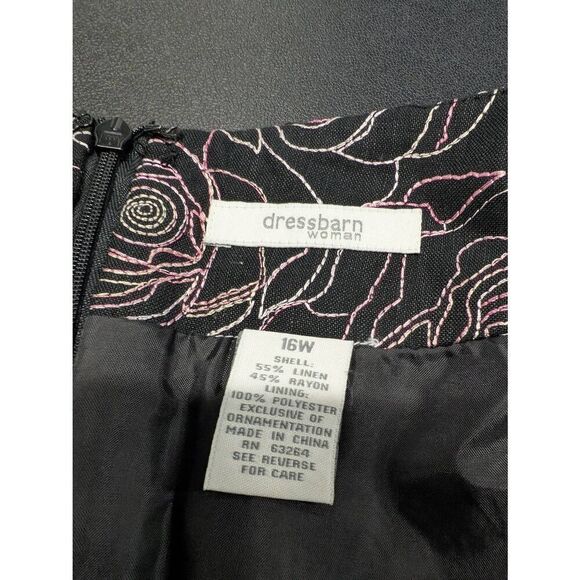 dressbarn
woman
16W
SHELL:
55% LINEN
45% RAYON
LINING:
100% POLYESTER
EXCLUSIVE OF
ORNAMENTATION
MADE IN CHINA
RN 63264
SEE REVERSE
FOR CARE